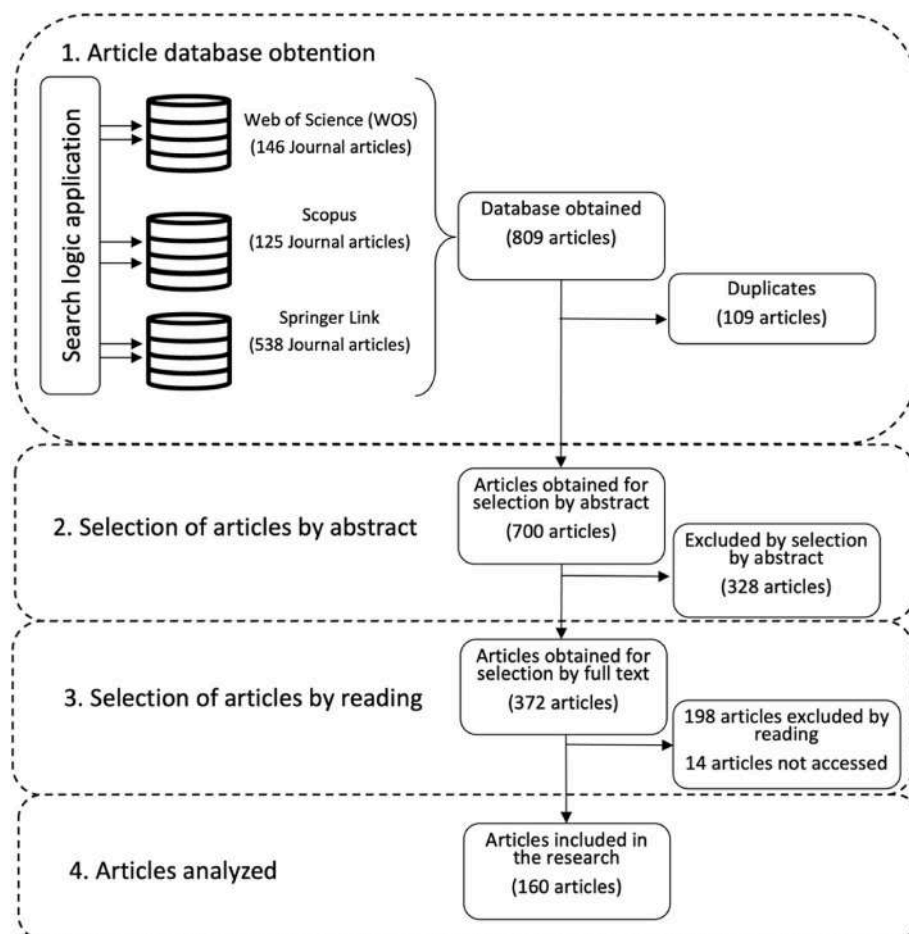 1. Article database obtention
Search logic application
Web of Science (WOS)
(146 Journal articles)
Scopus
(125 Journal articles)
Springer Link
(538 Journal articles)
Database obtained
(809 articles)
Duplicates
(109 articles)
2. Selection of articles by abstract
Articles obtained for
selection by abstract
(700 articles)
Excluded by selection
by abstract
(328 articles)
3. Selection of articles by reading
Articles obtained for
selection by full text
(372 articles)
198 articles excluded by
reading
14 articles not accessed
4. Articles analyzed
Articles included in
the research
(160 articles)